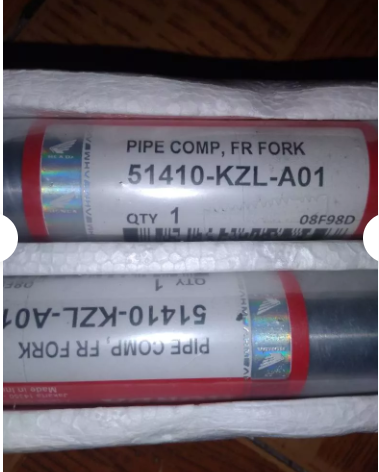 PIPE COMP, FR FORK
51410-KZL-A01
QTY 1
08F98D
QTY 1
51410-KZL-A01
PIPE COMP, FR FORK